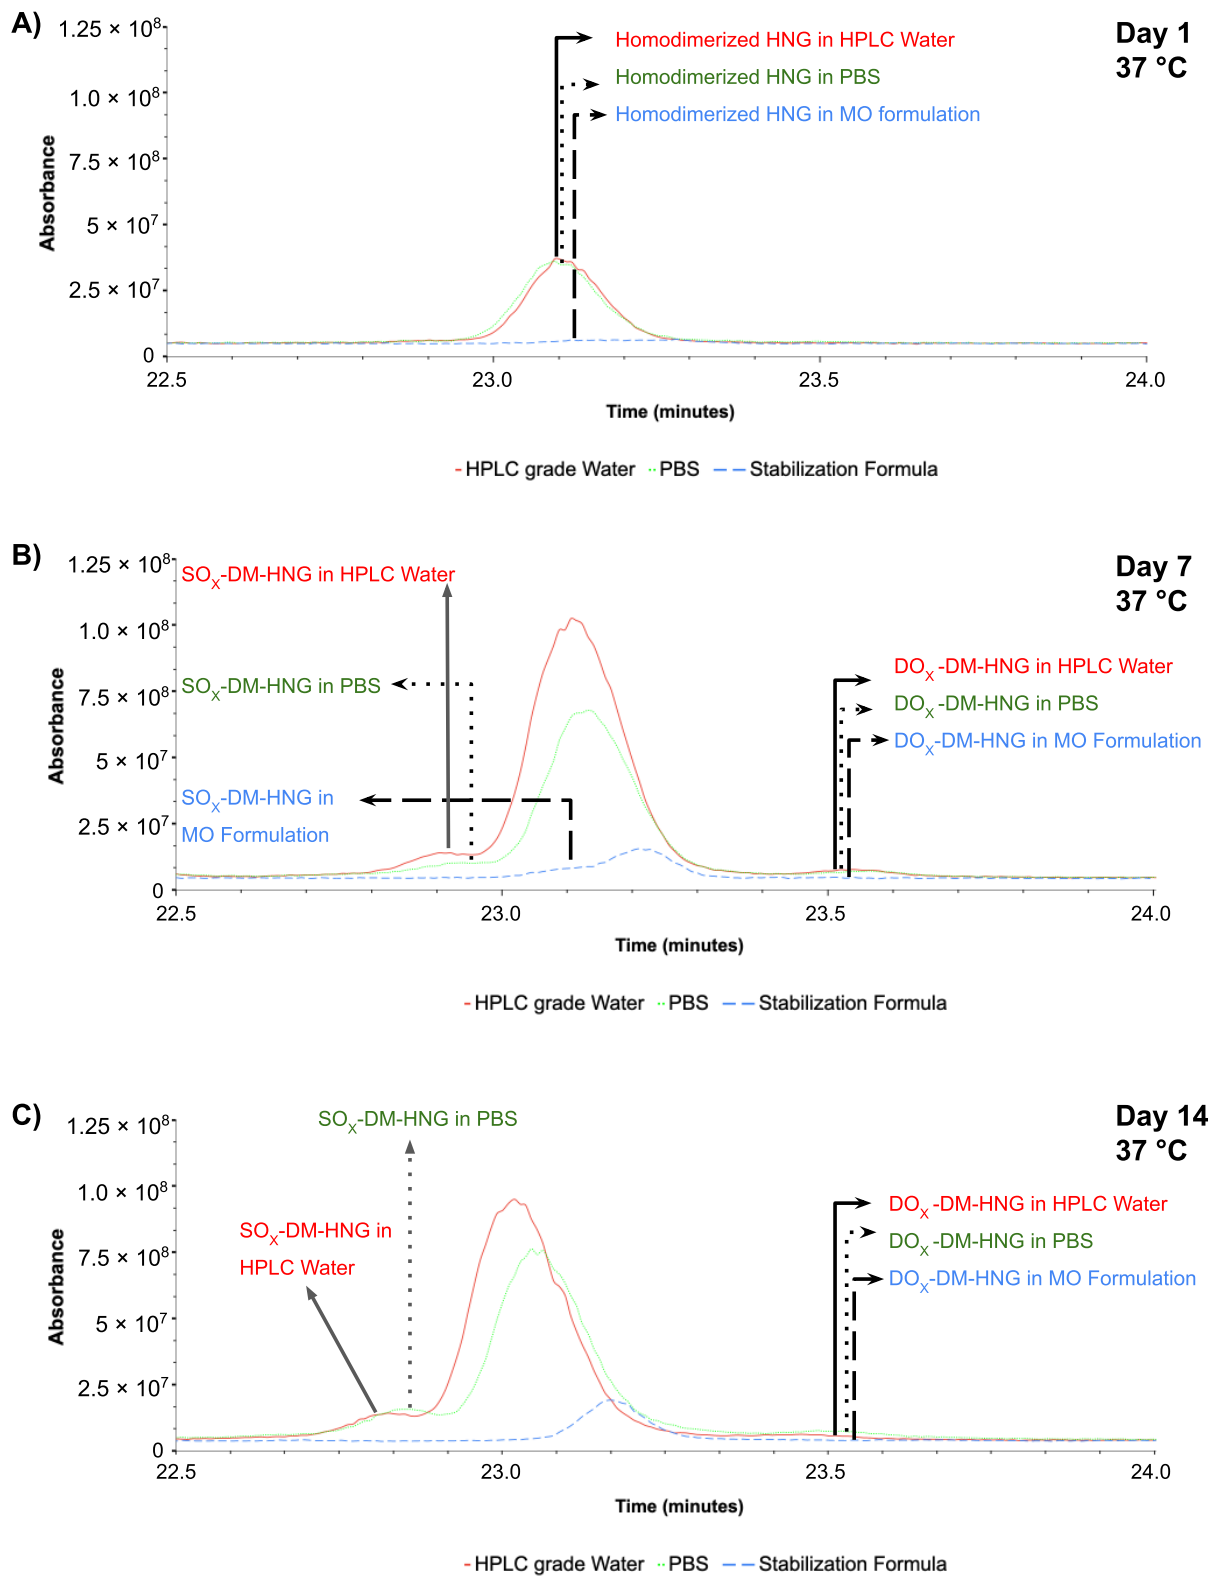 A)
Day 1
37 °C
1.25 × 10⁸
1.0 × 10⁸
7.5 × 10⁸
5 × 10⁷
2.5 × 10⁷
0
Absorbance
Homodimerized HNG in HPLC Water
Homodimerized HNG in PBS
Homodimerized HNG in MO formulation
22.5 23.0 23.5 24.0
Time (minutes)
HPLC grade Water PBS Stabilization Formula
B)
Day 7
37 °C
1.25 × 10⁸
1.0 × 10⁸
7.5 × 10⁸
5 × 10⁷
2.5 × 10⁷
0
Absorbance
SOX-DM-HNG in HPLC Water
SOX-DM-HNG in PBS
SOX-DM-HNG in
MO Formulation
DOX-DM-HNG in HPLC Water
DOX-DM-HNG in PBS
DOX-DM-HNG in MO Formulation
22.5 23.0 23.5 24.0
Time (minutes)
HPLC grade Water PBS Stabilization Formula
C)
Day 14
37 °C
1.25 × 10⁸
1.0 × 10⁸
7.5 × 10⁸
5 × 10⁷
2.5 × 10⁷
0
Absorbance
SOX-DM-HNG in PBS
SOX-DM-HNG in
HPLC Water
DOX-DM-HNG in HPLC Water
DOX-DM-HNG in PBS
DOX-DM-HNG in MO Formulation
22.5 23.0 23.5 24.0
Time (minutes)
HPLC grade Water PBS Stabilization Formula